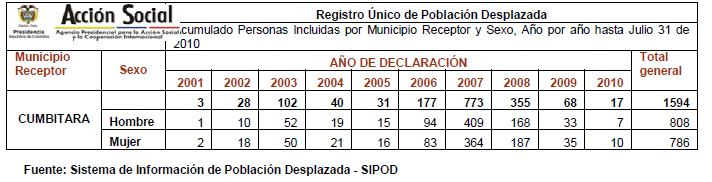 Acción Social
Presidencia
República de Colombia
Agencia Presidencial para la Acción Social
y la Cooperación Internacional
Registro Único de Población Desplazada
cumulado Personas Incluidas por Municipio Receptor y Sexo, Año por año hasta Julio 31 de
2010
Municipio Receptor Sexo AÑO DE DECLARACIÓN Total general
2001 2002 2003 2004 2005 2006 2007 2008 2009 2010
CUMBITARA 3 28 102 40 31 177 773 355 68 17 1594
Hombre 1 10 52 19 15 94 409 168 33 7 808
Mujer 2 18 50 21 16 83 364 187 35 10 786
Fuente: Sistema de Información de Población Desplazada - SIPOD